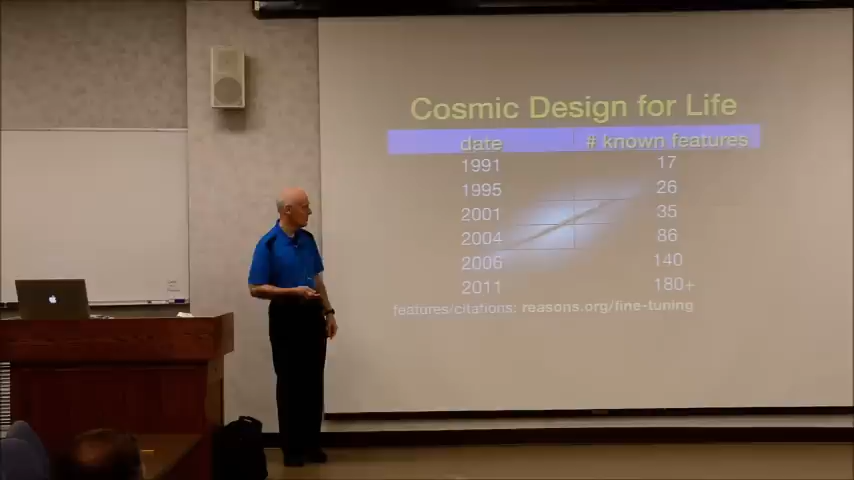 Cosmic Design for Life
date # known features
1991 17
1995 26
2001 35
2004 86
2006 140
2011 180+
features/citations: reasons.org/fine-tuning